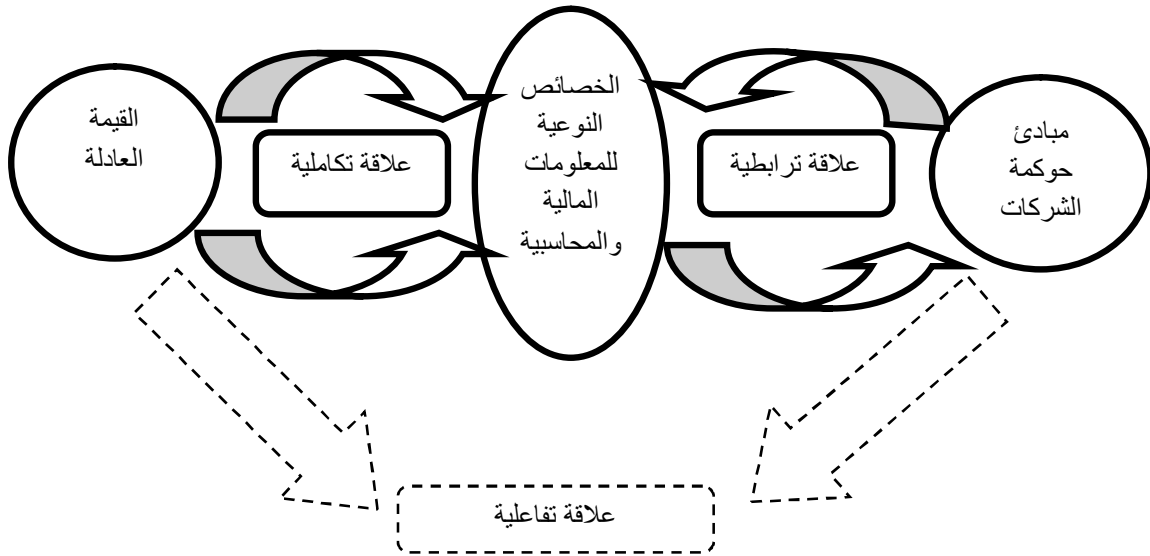 مبادئ
حوكمة
الشركات
علاقة ترابطية
الخصائص
النوعية
للمعلومات
المالية
والمحاسبية
علاقة تكاملية
القيمة
العادلة
علاقة تفاعلية